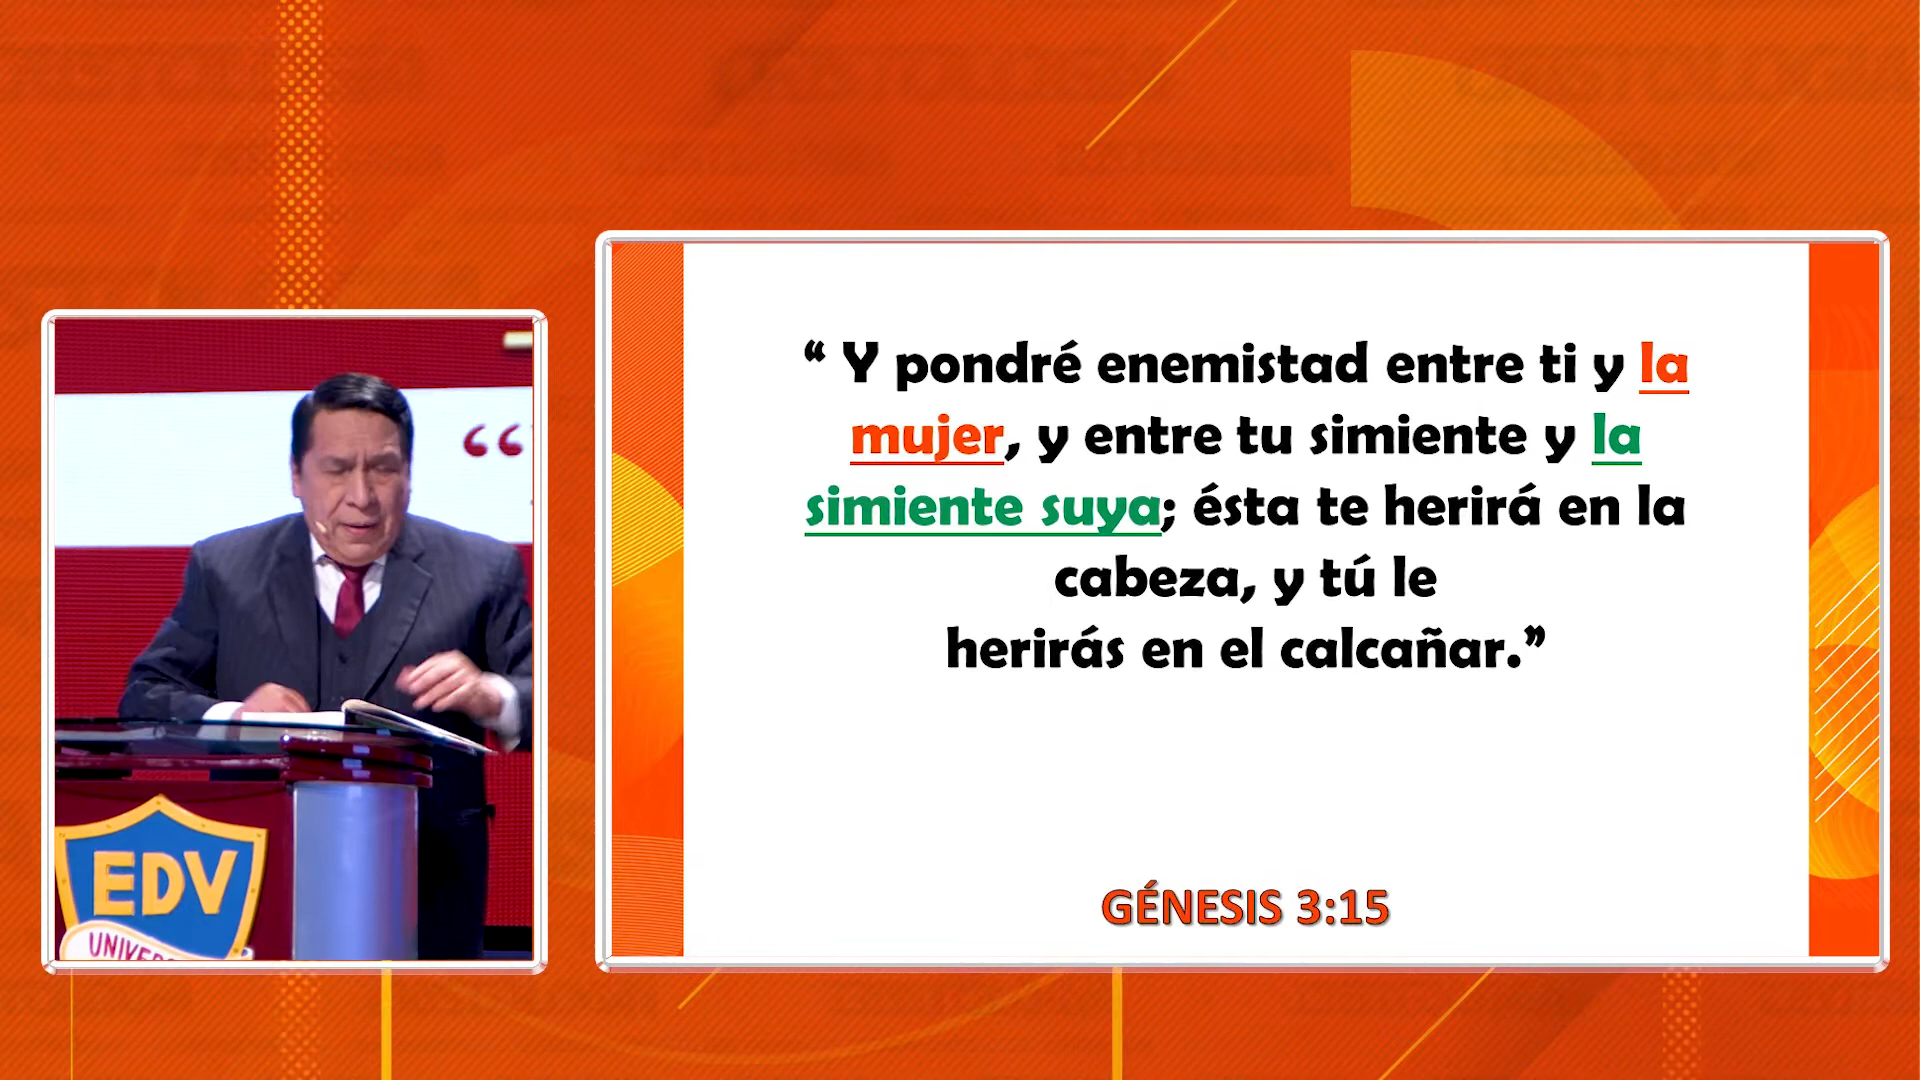 “ Y pondré enemistad entre ti y la
mujer, y entre tu simiente y la
simiente suya; ésta te herirá en la
cabeza, y tú le
herirás en el calcañar.”
GÉNESIS 3:15
“
EDV